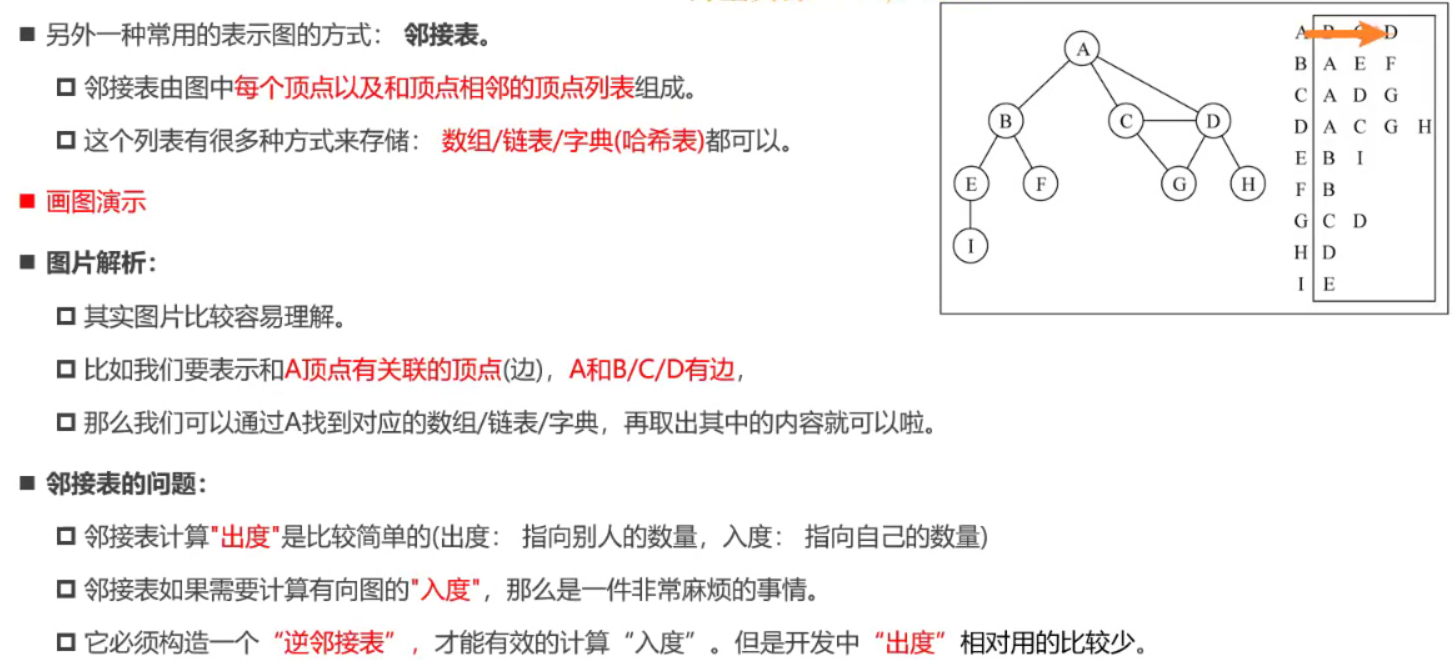 另外一种常用的表示图的方式： 邻接表。
邻接表由图中每个顶点以及和顶点相邻的顶点列表组成。
这个列表有很多种方式来存储： 数组/链表/字典(哈希表)都可以。
画图演示
图片解析：
其实图片比较容易理解。
比如我们要表示和A顶点有关联的顶点(边)，A和B/C/D有边，
那么我们可以通过A找到对应的数组/链表/字典，再取出其中的内容就可以啦。
邻接表的问题：
邻接表计算"出度"是比较简单的(出度： 指向别人的数量，入度： 指向自己的数量)
邻接表如果需要计算有向图的"入度"，那么是一件非常麻烦的事情。
它必须构造一个“逆邻接表”，才能有效的计算“入度”。但是开发中“出度”相对用的比较少。
A
B C D
E F G H
I
A D
B A E F
C A D G
D A C G H
E B I
F B
G C D
H D
I E